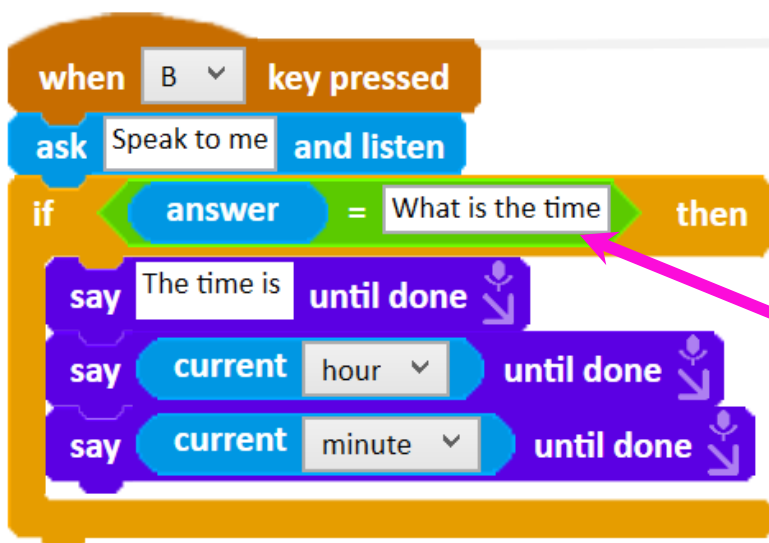 when B key pressed
ask Speak to me and listen
if answer = What is the time then
say The time is until done
say current hour until done
say current minute until done